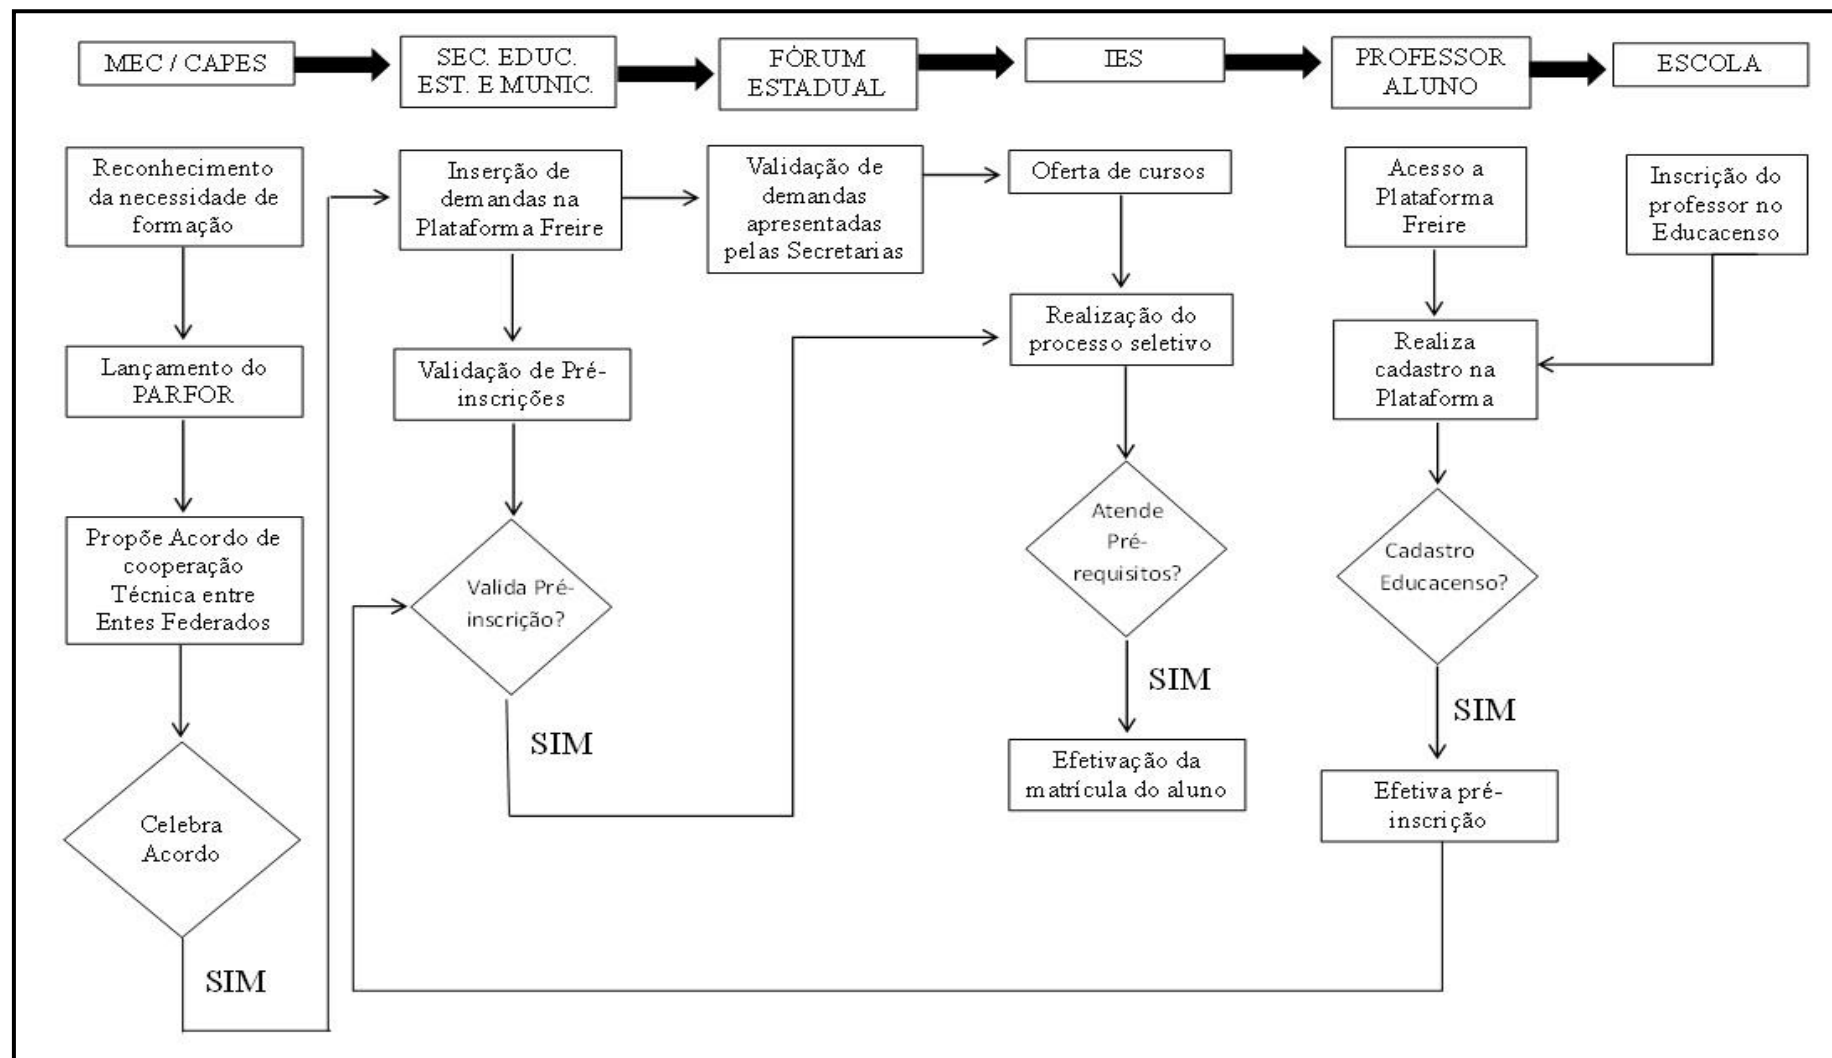 MEC / CAPES
SEC. EDUC.
EST. E MUNIC.
FÓRUM
ESTADUAL
IES
PROFESSOR
ALUNO
ESCOLA
Reconhecimento
da necessidade de
formação
Lançamento do
PARFOR
Propõe Acordo de
cooperação
Técnica entre
Entes Federados
Celebra
Acordo
SIM
Inserção de
demandas na
Plataforma Freire
Validação de Pré-
inscrições
Valida Pré-
inscrição?
SIM
Validação de
demandas
apresentadas
pelas Secretarias
Oferta de cursos
Realização do
processo seletivo
Atende
Pré-
requisitos?
SIM
Efetivação da
matrícula do aluno
Acesso a
Plataforma
Freire
Realiza
cadastro na
Plataforma
Cadastro
Educacenso?
SIM
Efetiva pré-
inscrição
Inscrição do
professor no
Educacenso